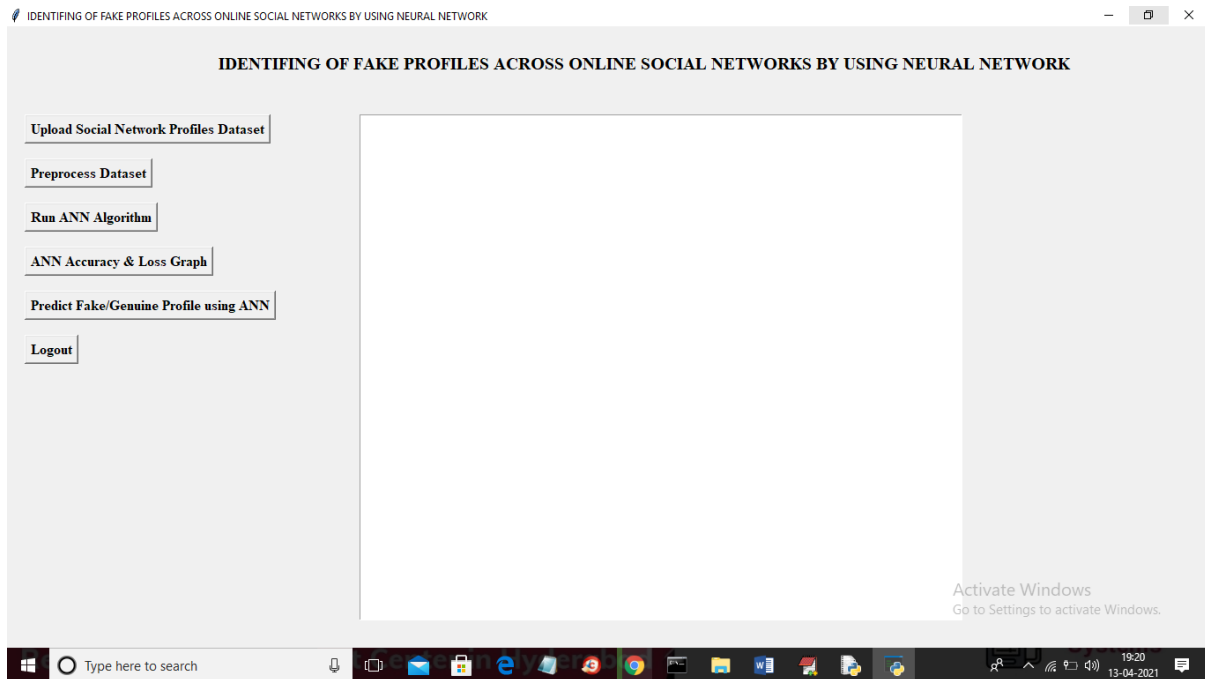 IDENTIFING OF FAKE PROFILES ACROSS ONLINE SOCIAL NETWORKS BY USING NEURAL NETWORK
IDENTIFING OF FAKE PROFILES ACROSS ONLINE SOCIAL NETWORKS BY USING NEURAL NETWORK
Upload Social Network Profiles Dataset
Preprocess Dataset
Run ANN Algorithm
ANN Accuracy & Loss Graph
Predict Fake/Genuine Profile using ANN
Logout
Activate Windows
Go to Settings to activate Windows.
Type here to search
19:20
13-04-2021